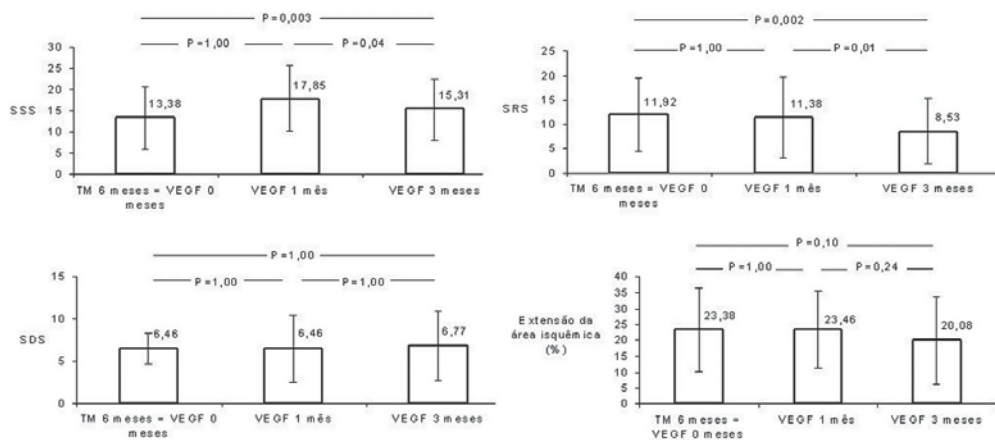 P=0,003
P=1,00
P=0,04
30
25
20
15
10
5
0
SSS
13,38
17,85
15,31
TM 6 meses = VEGF 0
meses
VEGF 1 mês
VEGF 3 meses
P=0,002
P=1,00
P=0,01
25
20
15
10
5
0
SRS
11,92
11,38
8,53
TM 6 meses = VEGF 0
meses
VEGF 1 mês
VEGF 3 meses
P=1,00
P=1,00
P=1,00
15
10
5
0
SDS
6,46
6,46
6,77
TM 6 meses = VEGF 0
meses
VEGF 1 mês
VEGF 3 meses
P=0,10
P=1,00
P=0,24
40
35
30
25
20
15
10
5
0
Extensão da
área isquêmica
(%)
23,38
23,46
20,08
TM 6 meses =
VEGF 0 meses
VEGF 1 mês
VEGF 3 meses